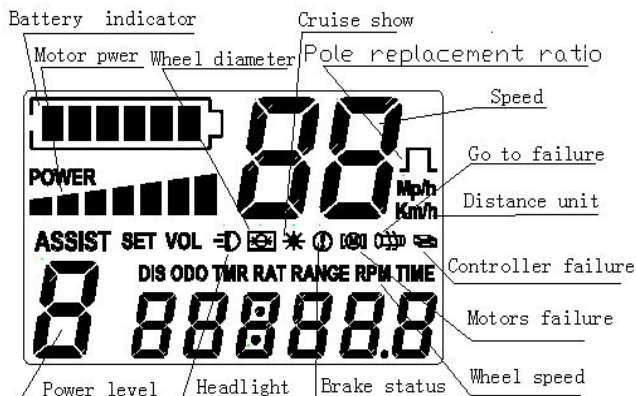 Battery indicator
Cruise show
Motor pwer
Wheel diameter
Pole replacement ratio
Speed
Go to failure
POWER
Mp/h
Km/h
Distance unit
ASSIST SET VOL
Controller failure
DIS ODO TMR RAT RANGE RPM TIME
Motors failure
Wheel speed
Power level
Headlight
Brake status